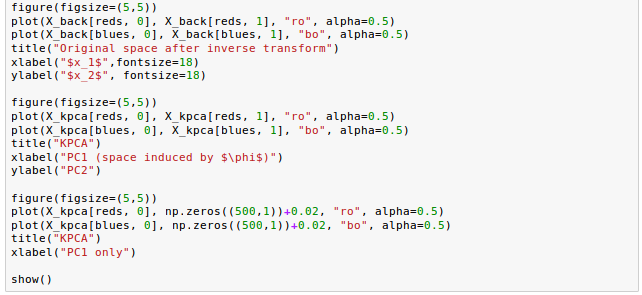 figure(figsize=(5,5))
plot(X_back[reds, 0], X_back[reds, 1], "ro", alpha=0.5)
plot(X_back[blues, 0], X_back[blues, 1], "bo", alpha=0.5)
title("Original space after inverse transform")
xlabel("$x_1$",fontsize=18)
ylabel("$x_2$", fontsize=18)

figure(figsize=(5,5))
plot(X_kpca[reds, 0], X_kpca[reds, 1], "ro", alpha=0.5)
plot(X_kpca[blues, 0], X_kpca[blues, 1], "bo", alpha=0.5)
title("KPCA")
xlabel("PC1 (space induced by $\phi$)")
ylabel("PC2")

figure(figsize=(5,5))
plot(X_kpca[reds, 0], np.zeros((500,1))+0.02, "ro", alpha=0.5)
plot(X_kpca[blues, 0], np.zeros((500,1))+0.02, "bo", alpha=0.5)
title("KPCA")
xlabel("PC1 only")

show()